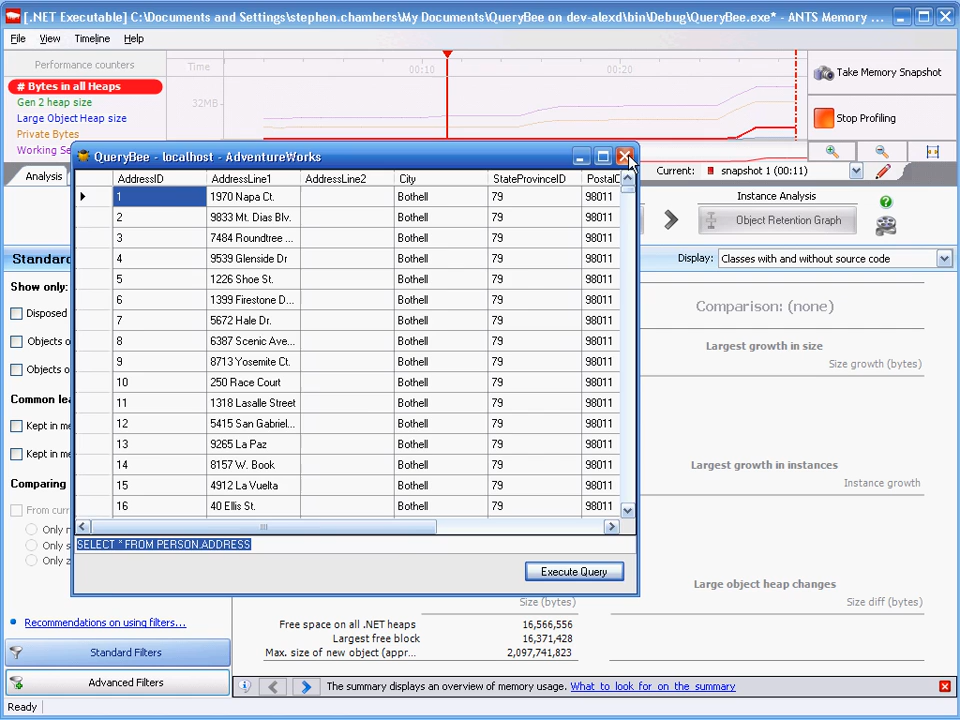 [.NET Executable] C:\Documents and Settings\stephen.chambers\My Documents\QueryBee on dev-alexd\bin\Debug\QueryBee.exe* - ANTS Memory ...
File View Timeline Help
Performance counters
# Bytes in all Heaps
Gen 2 heap size
Large Object Heap size
Private Bytes
Working Se
Time 00:10 00:20
32MB
Take Memory Snapshot
Stop Profiling
Analysis
Current: snapshot 1 (00:11)
Instance Analysis
Object Retention Graph
Standard
Display: Classes with and without source code
QueryBee - localhost - AdventureWorks
AddressID AddressLine1 AddressLine2 City StateProvinceID PostalC
1 1970 Napa Ct. Bothell 79 98011
2 9833 Mt. Dias Blv. Bothell 79 98011
3 7484 Roundtree ... Bothell 79 98011
4 9539 Glenside Dr Bothell 79 98011
5 1226 Shoe St. Bothell 79 98011
6 1399 Firestone D... Bothell 79 98011
7 5672 Hale Dr. Bothell 79 98011
8 6387 Scenic Ave... Bothell 79 98011
9 8713 Yosemite Ct. Bothell 79 98011
10 250 Race Court Bothell 79 98011
11 1318 Lasalle Street Bothell 79 98011
12 5415 San Gabriel... Bothell 79 98011
13 9265 La Paz Bothell 79 98011
14 8157 W. Book Bothell 79 98011
15 4912 La Vuelta Bothell 79 98011
16 40 Ellis St. Bothell 79 98011
SELECT * FROM PERSON.ADDRESS
Execute Query
Show only:
Disposed
Objects o
Objects o
Common lea
Kept in me
Kept in me
Comparing
From curr
Only n
Only s
Only z
Recommendations on using filters...
Standard Filters
Advanced Filters
Comparison: (none)
Largest growth in size
Size growth (bytes)
Largest growth in instances
Instance growth
Large object heap changes
Size (bytes) Size diff (bytes)
Free space on all .NET heaps 16,566,556
Largest free block 16,371,428
Max. size of new object (appr... 2,097,741,823
The summary displays an overview of memory usage. What to look for on the summary
Ready